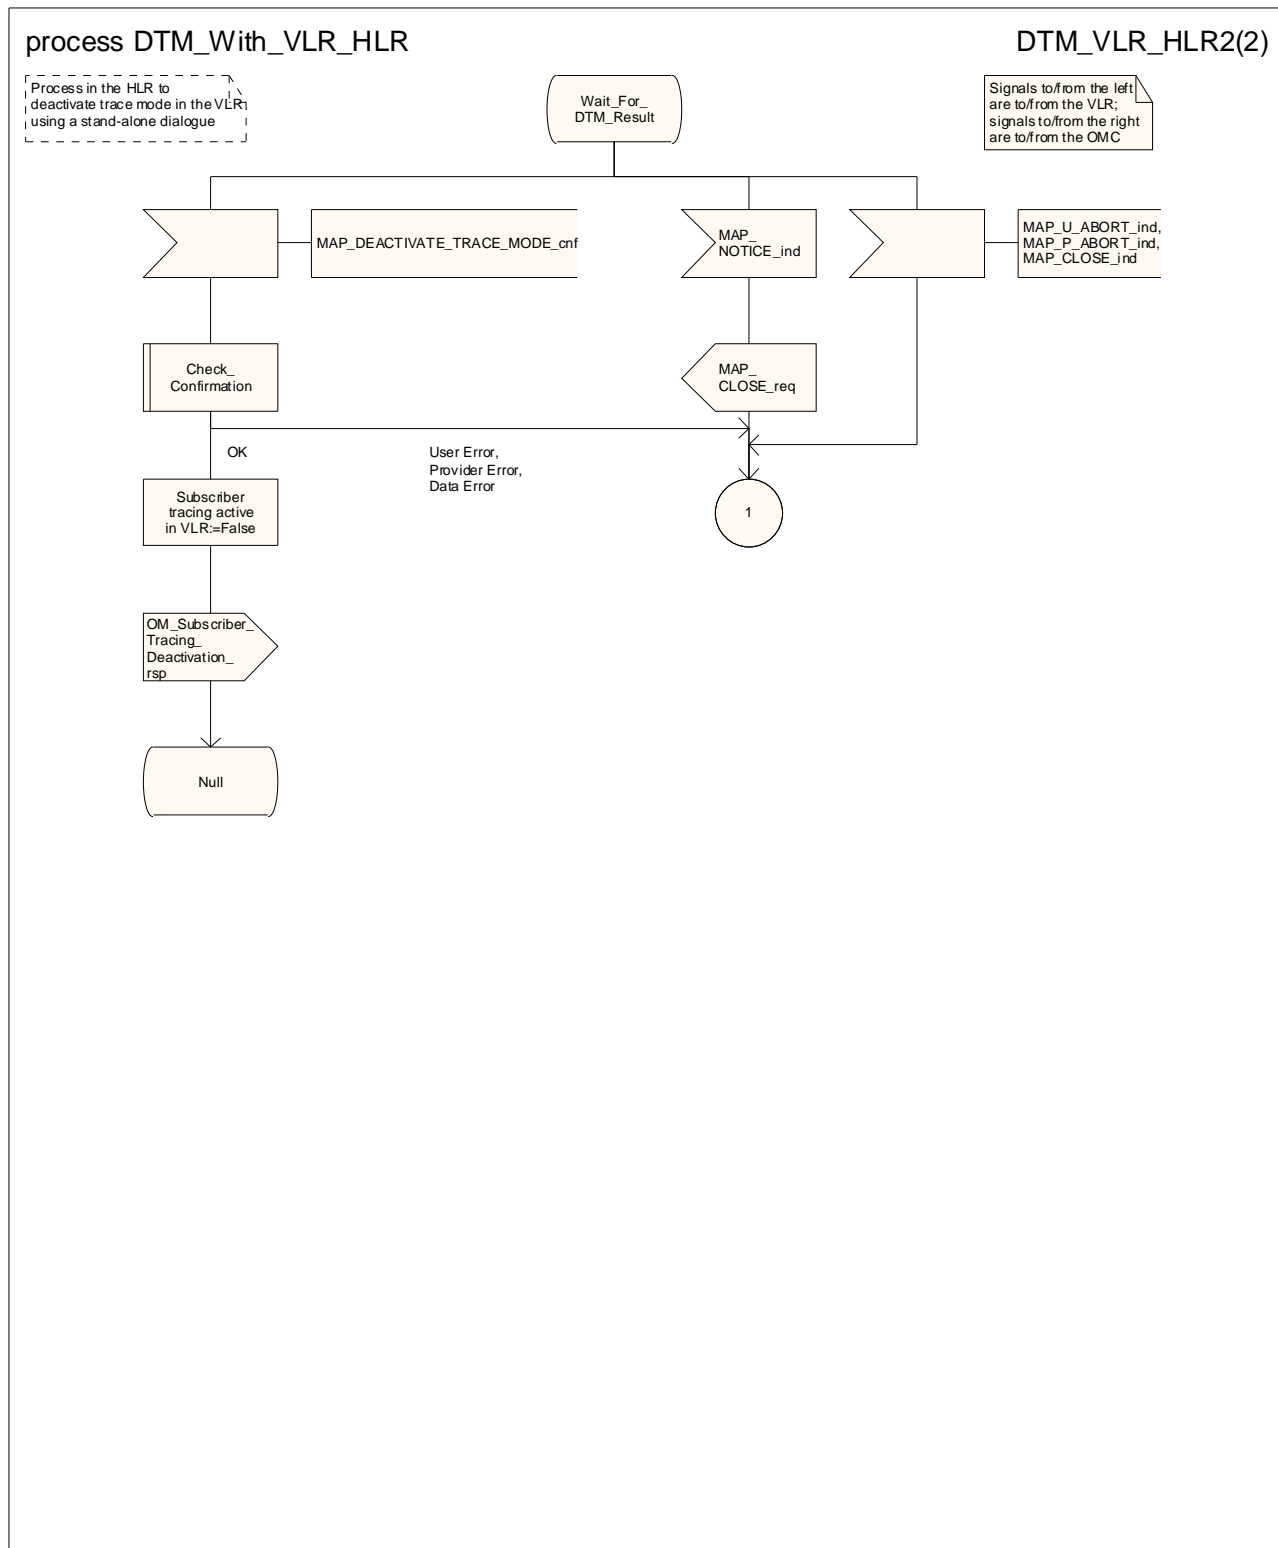 process DTM_With_VLR_HLR
DTM_VLR_HLR2(2)
Process in the HLR to
deactivate trace mode in the VLR
using a stand-alone dialogue
Wait_For_
DTM_Result
Signals to/from the left
are to/from the VLR;
signals to/from the right
are to/from the OMC
MAP_DEACTIVATE_TRACE_MODE_cnf
MAP_
NOTICE_ind
MAP_U_ABORT_ind,
MAP_P_ABORT_ind,
MAP_CLOSE_ind
Check_
Confirmation
MAP_
CLOSE_req
OK
User Error,
Provider Error,
Data Error
Subscriber
tracing active
in VLR:=False
1
OM_Subscriber_
Tracing_
Deactivation_
rsp
Null